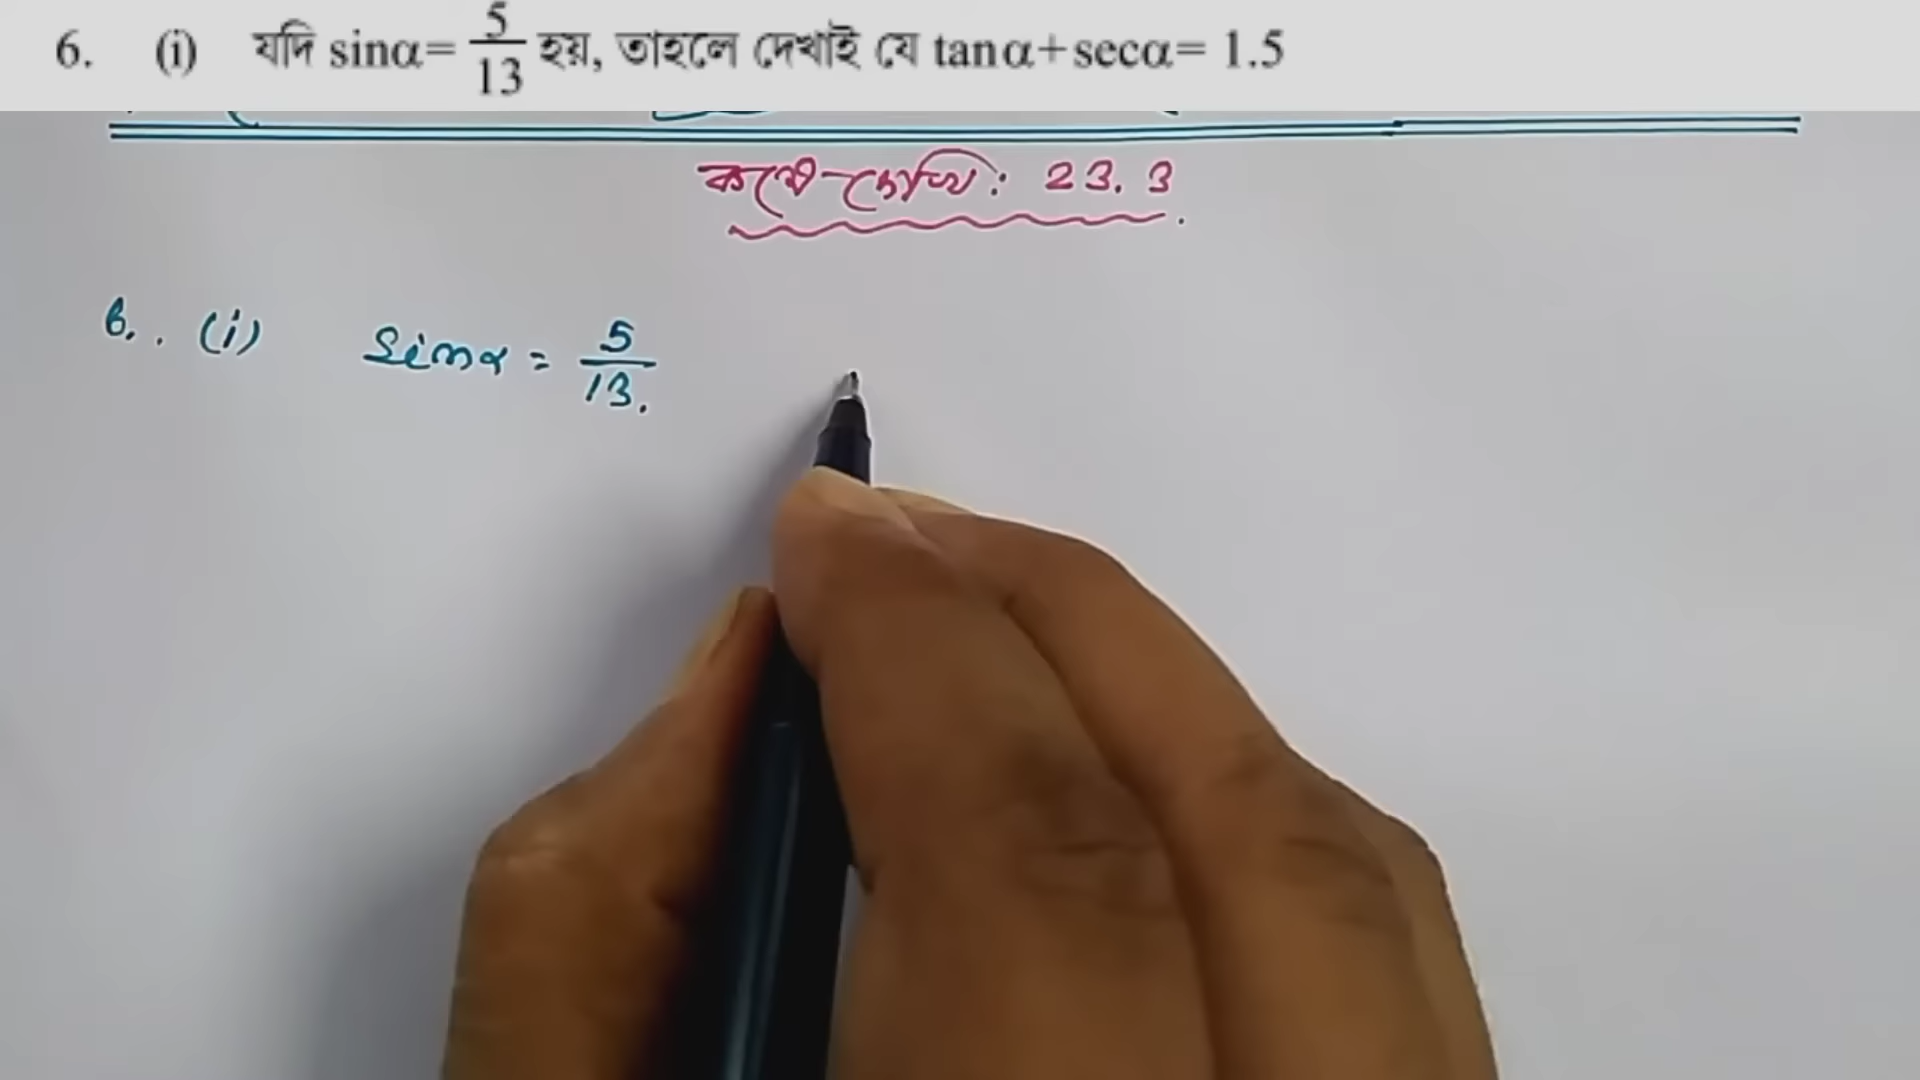 6. (i) যদি sinα= 5/13 হয়, তাহলে দেখাই যে tanα+secα= 1.5
কষে দেখি: 23.3
6. (i) Sinα = 5/13.